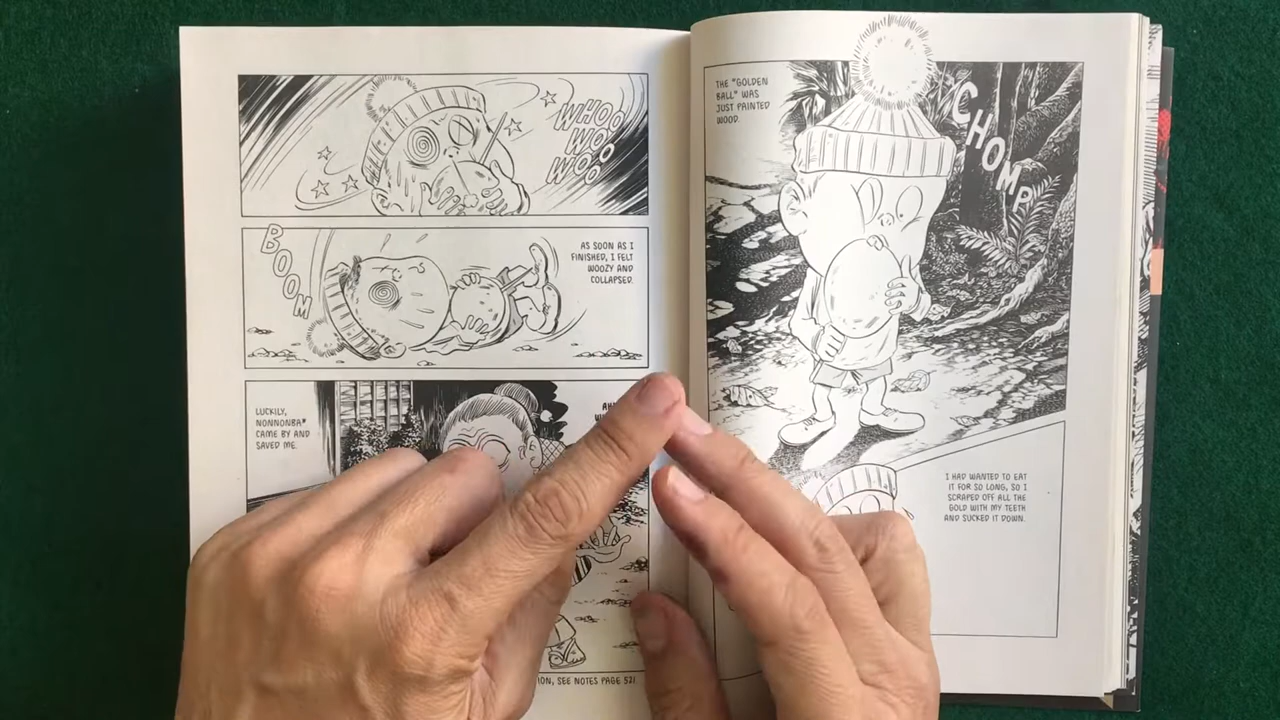 THE "GOLDEN
BALL" WAS
JUST PAINTED
WOOD.
CHOMP
I HAD WANTED TO EAT
IT FOR SO LONG, SO I
SCRAPED OFF ALL THE
GOLD WITH MY TEETH
AND SUCKED IT DOWN.
WHOO
WOO
WOO
AS SOON AS I
FINISHED, I FELT
WOOZY AND
COLLAPSED.
BOOM
LUCKILY,
NONNONBA*
CAME BY AND
SAVED ME.
SEE NOTES PAGE 521